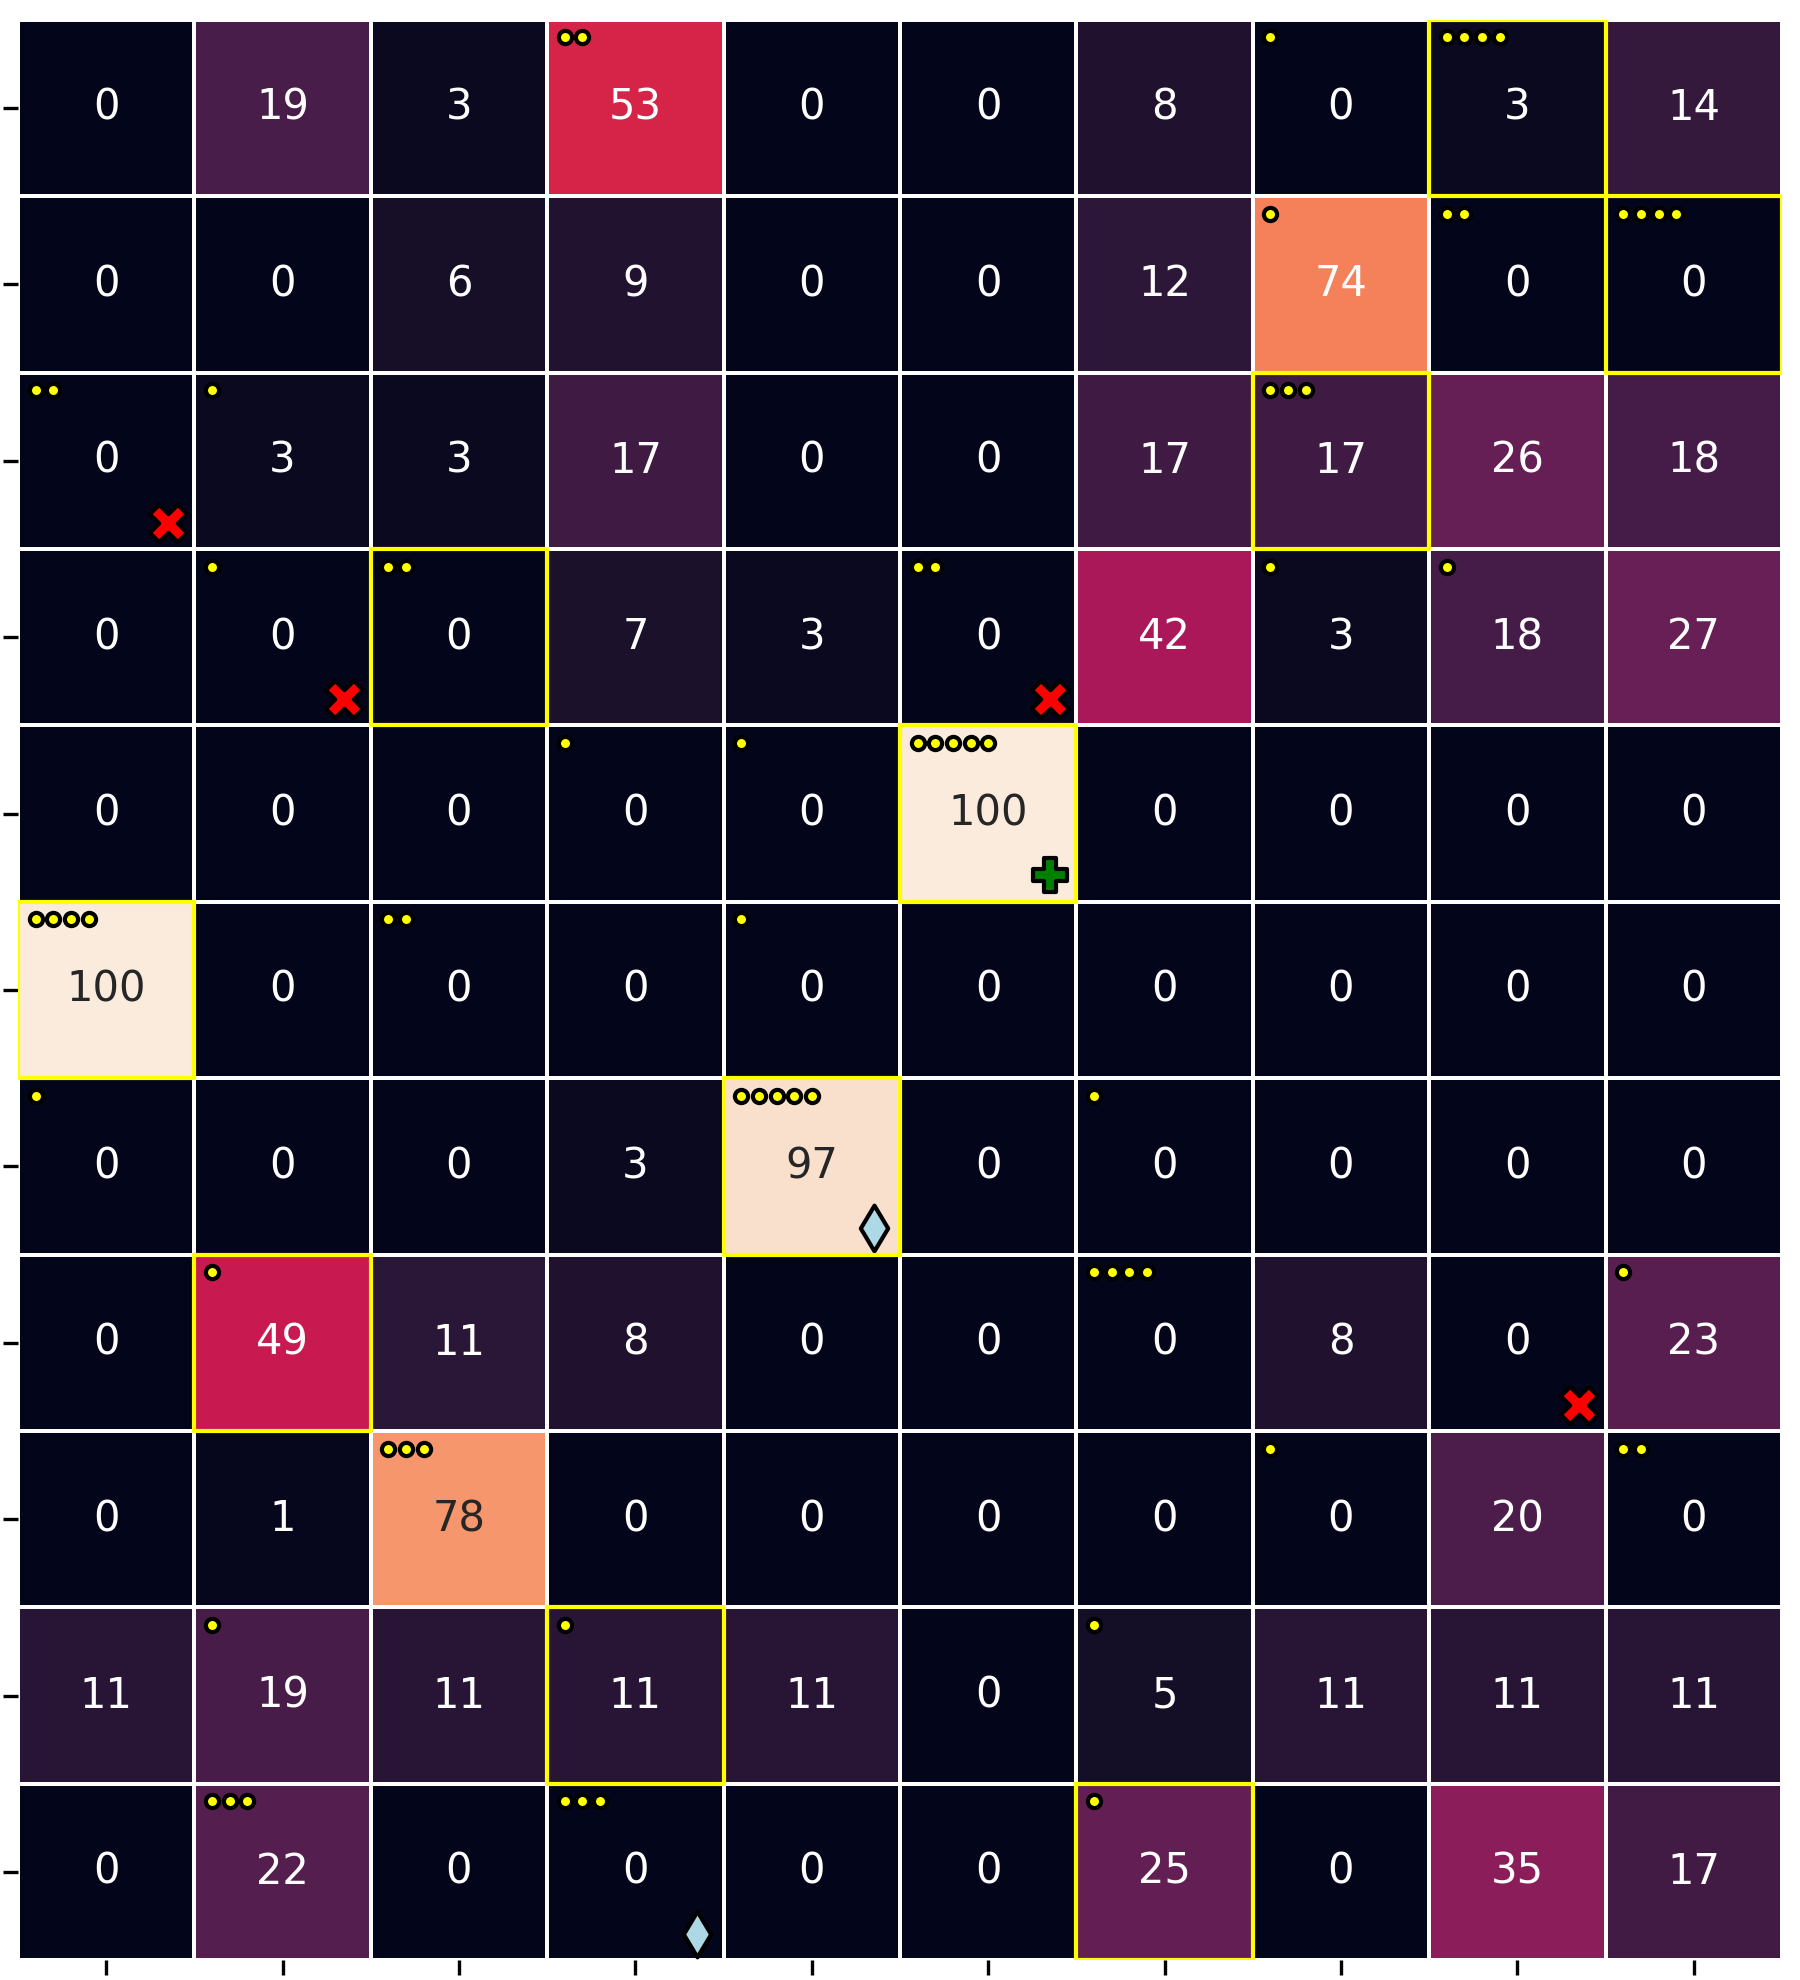 0 19 3 53 0 0 8 0 3 14
0 0 6 9 0 0 12 74 0 0
0 3 3 17 0 0 17 17 26 18
0 0 0 7 3 0 42 3 18 27
0 0 0 0 0 100 0 0 0 0
100 0 0 0 0 0 0 0 0 0
0 0 0 3 97 0 0 0 0 0
0 49 11 8 0 0 0 8 0 23
0 1 78 0 0 0 0 0 20 0
11 19 11 11 11 0 5 11 11 11
0 22 0 0 0 0 25 0 35 17